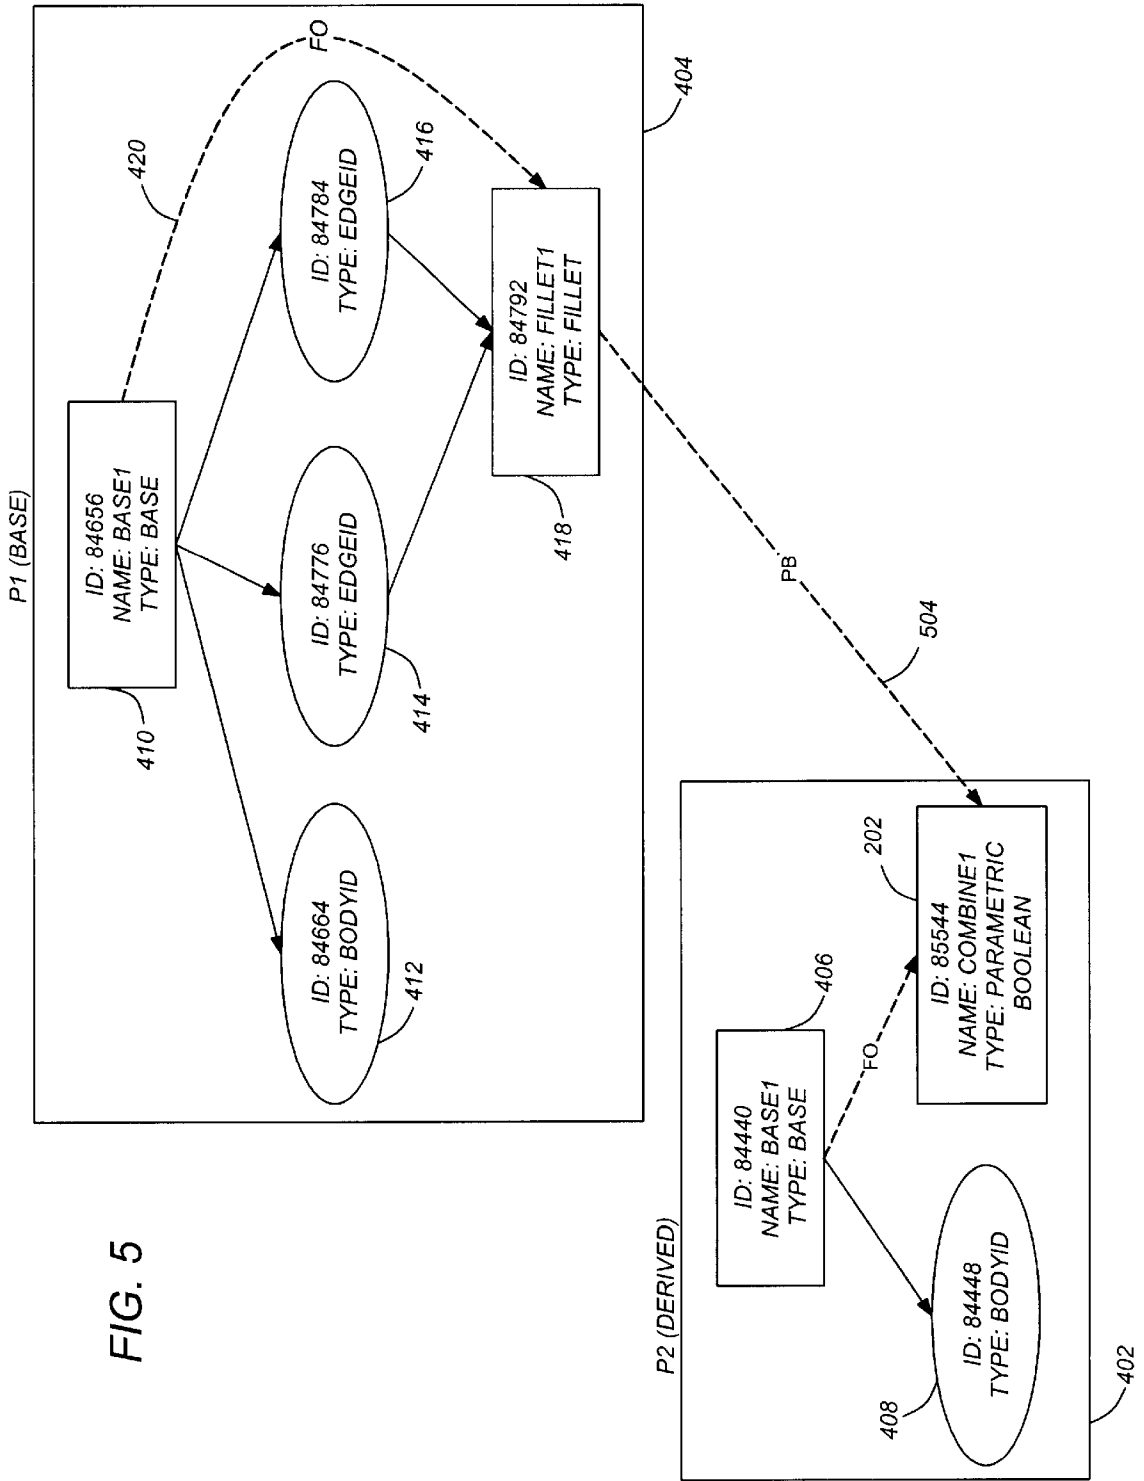 FIG. 5
P1 (BASE)
ID: 84656
NAME: BASE1
TYPE: BASE
410
420
FO
ID: 84664
TYPE: BODYID
412
ID: 84776
TYPE: EDGEID
414
ID: 84784
TYPE: EDGEID
416
ID: 84792
NAME: FILLET1
TYPE: FILLET
418
404
PB
504
P2 (DERIVED)
ID: 84440
NAME: BASE1
TYPE: BASE
406
FO
ID: 84448
TYPE: BODYID
408
ID: 85544
NAME: COMBINE1
TYPE: PARAMETRIC
BOOLEAN
202
402